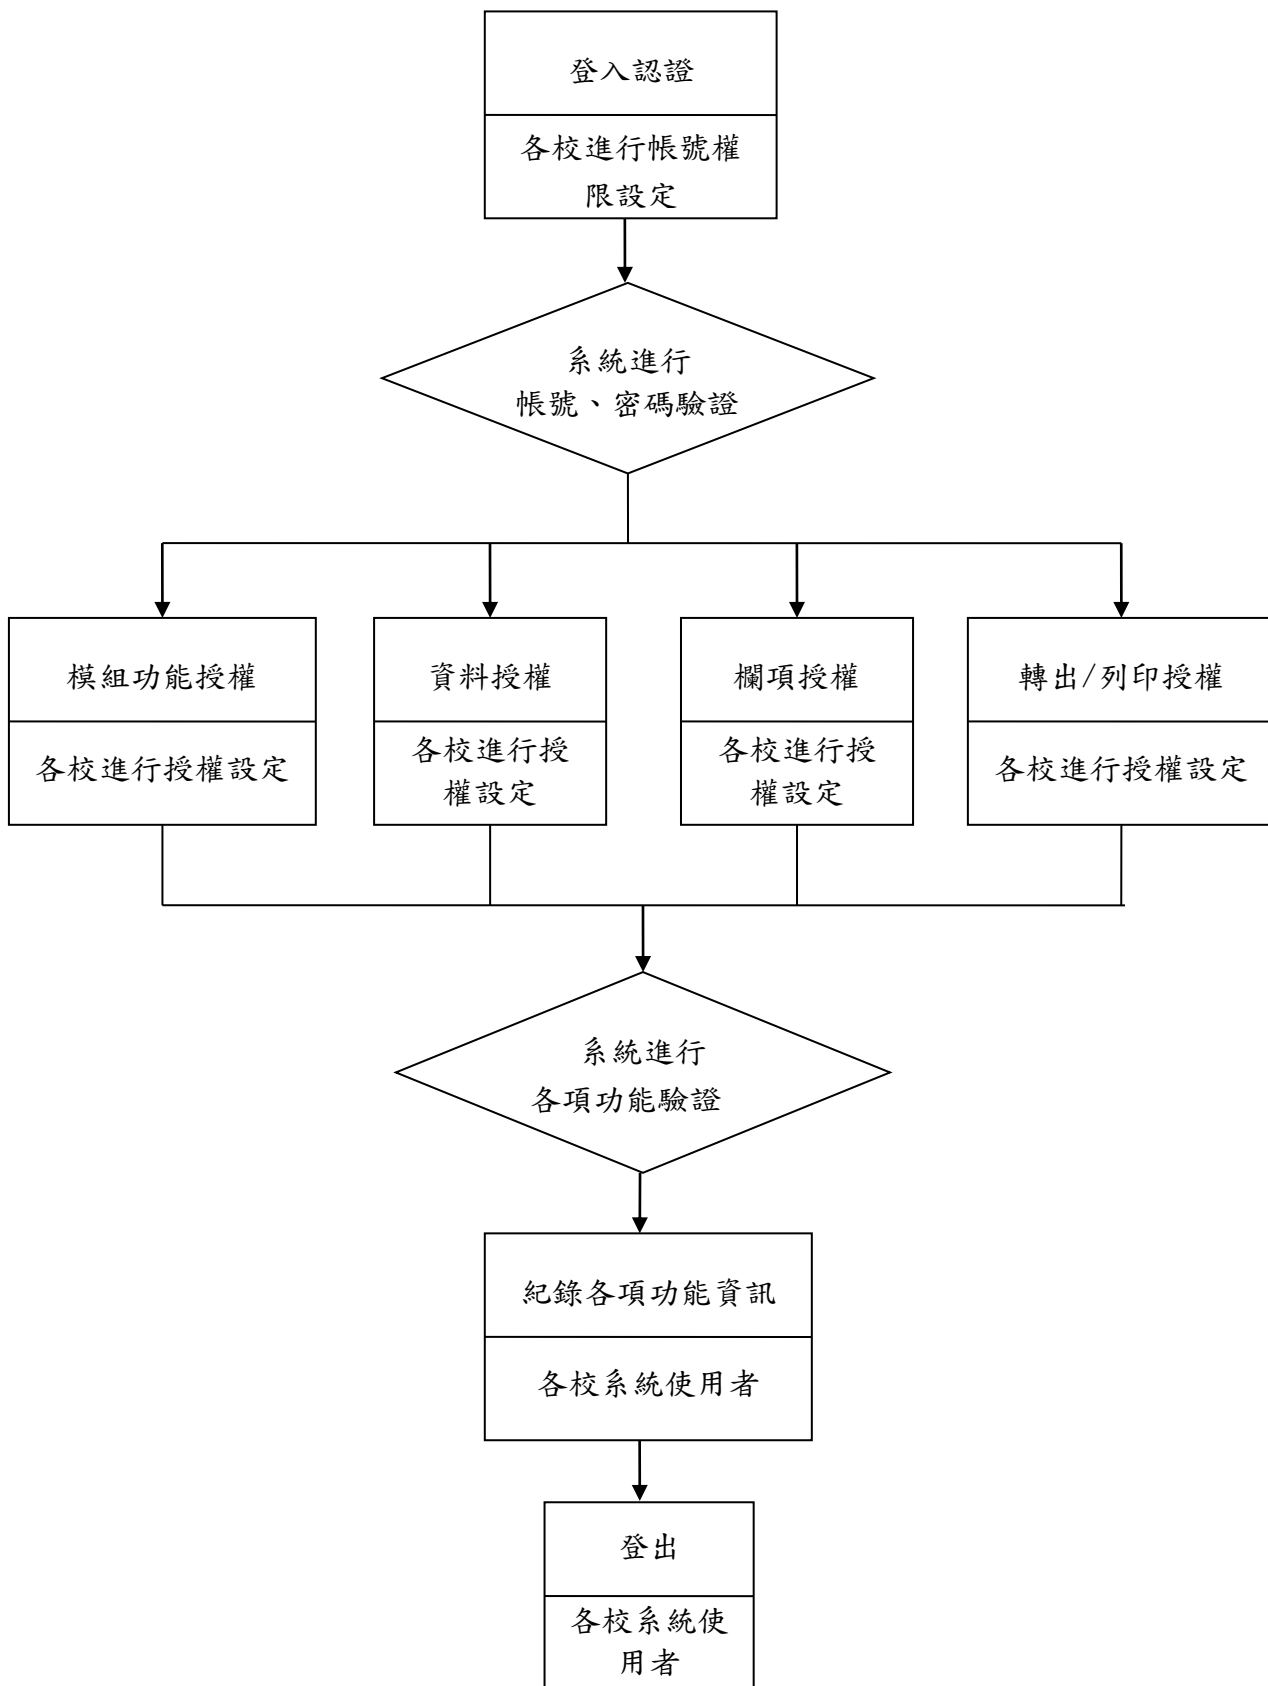 登入認證
各校進行帳號權
限設定
系統進行
帳號、密碼驗證
模組功能授權
各校進行授權設定
資料授權
各校進行授
權設定
欄項授權
各校進行授
權設定
轉出/列印授權
各校進行授權設定
系統進行
各項功能驗證
紀錄各項功能資訊
各校系統使用者
登出
各校系統使
用者